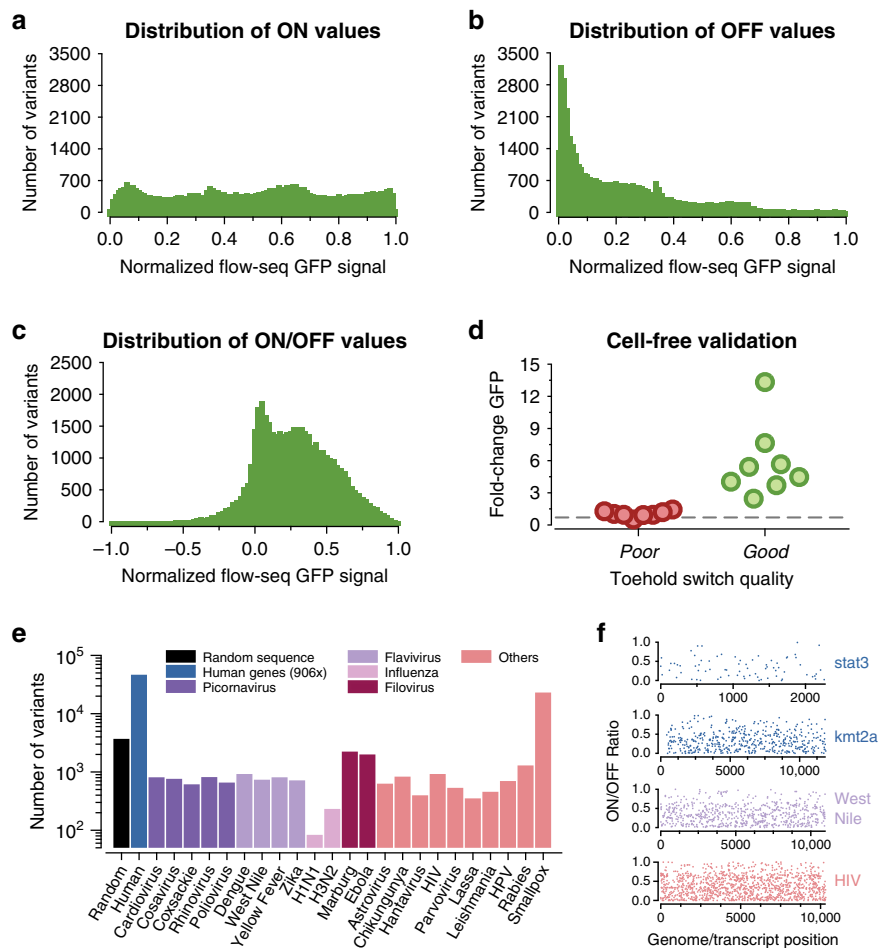 a
Distribution of ON values
Number of variants
3500
2800
2100
1400
700
0
0.0 0.2 0.4 0.6 0.8 1.0
Normalized flow-seq GFP signal
b
Distribution of OFF values
Number of variants
3500
2800
2100
1400
700
0
0.0 0.2 0.4 0.6 0.8 1.0
Normalized flow-seq GFP signal
c
Distribution of ON/OFF values
Number of variants
2500
2000
1500
1000
500
0
−1.0 −0.5 0.0 0.5 1.0
Normalized flow-seq GFP signal
d
Cell-free validation
Fold-change GFP
15
12
9
6
3
0
Poor Good
Toehold switch quality
e
Number of variants
10^5
10^4
10^3
10^2
Random sequence
Human genes (906x)
Picornavirus
Flavivirus
Influenza
Filovirus
Others
Random
Human
Cardiovirus
Cosavirus
Coxsackie
Rhinovirus
Poliovirus
Dengue
West Nile
Yellow Fever
Zika
H1N1
H3N2
Marburg
Ebola
Astrovirus
Chikungunya
Hantavirus
HIV
Parvovirus
Lassa
Leishmania
HPV
Rabies
Smallpox
f
ON/OFF Ratio
1.0
0.5
0.0
0 1000 2000
stat3
1.0
0.5
0.0
0 5000 10,000
kmt2a
1.0
0.5
0.0
0 5000 10,000
West
Nile
1.0
0.5
0.0
0 5000 10,000
HIV
Genome/transcript position